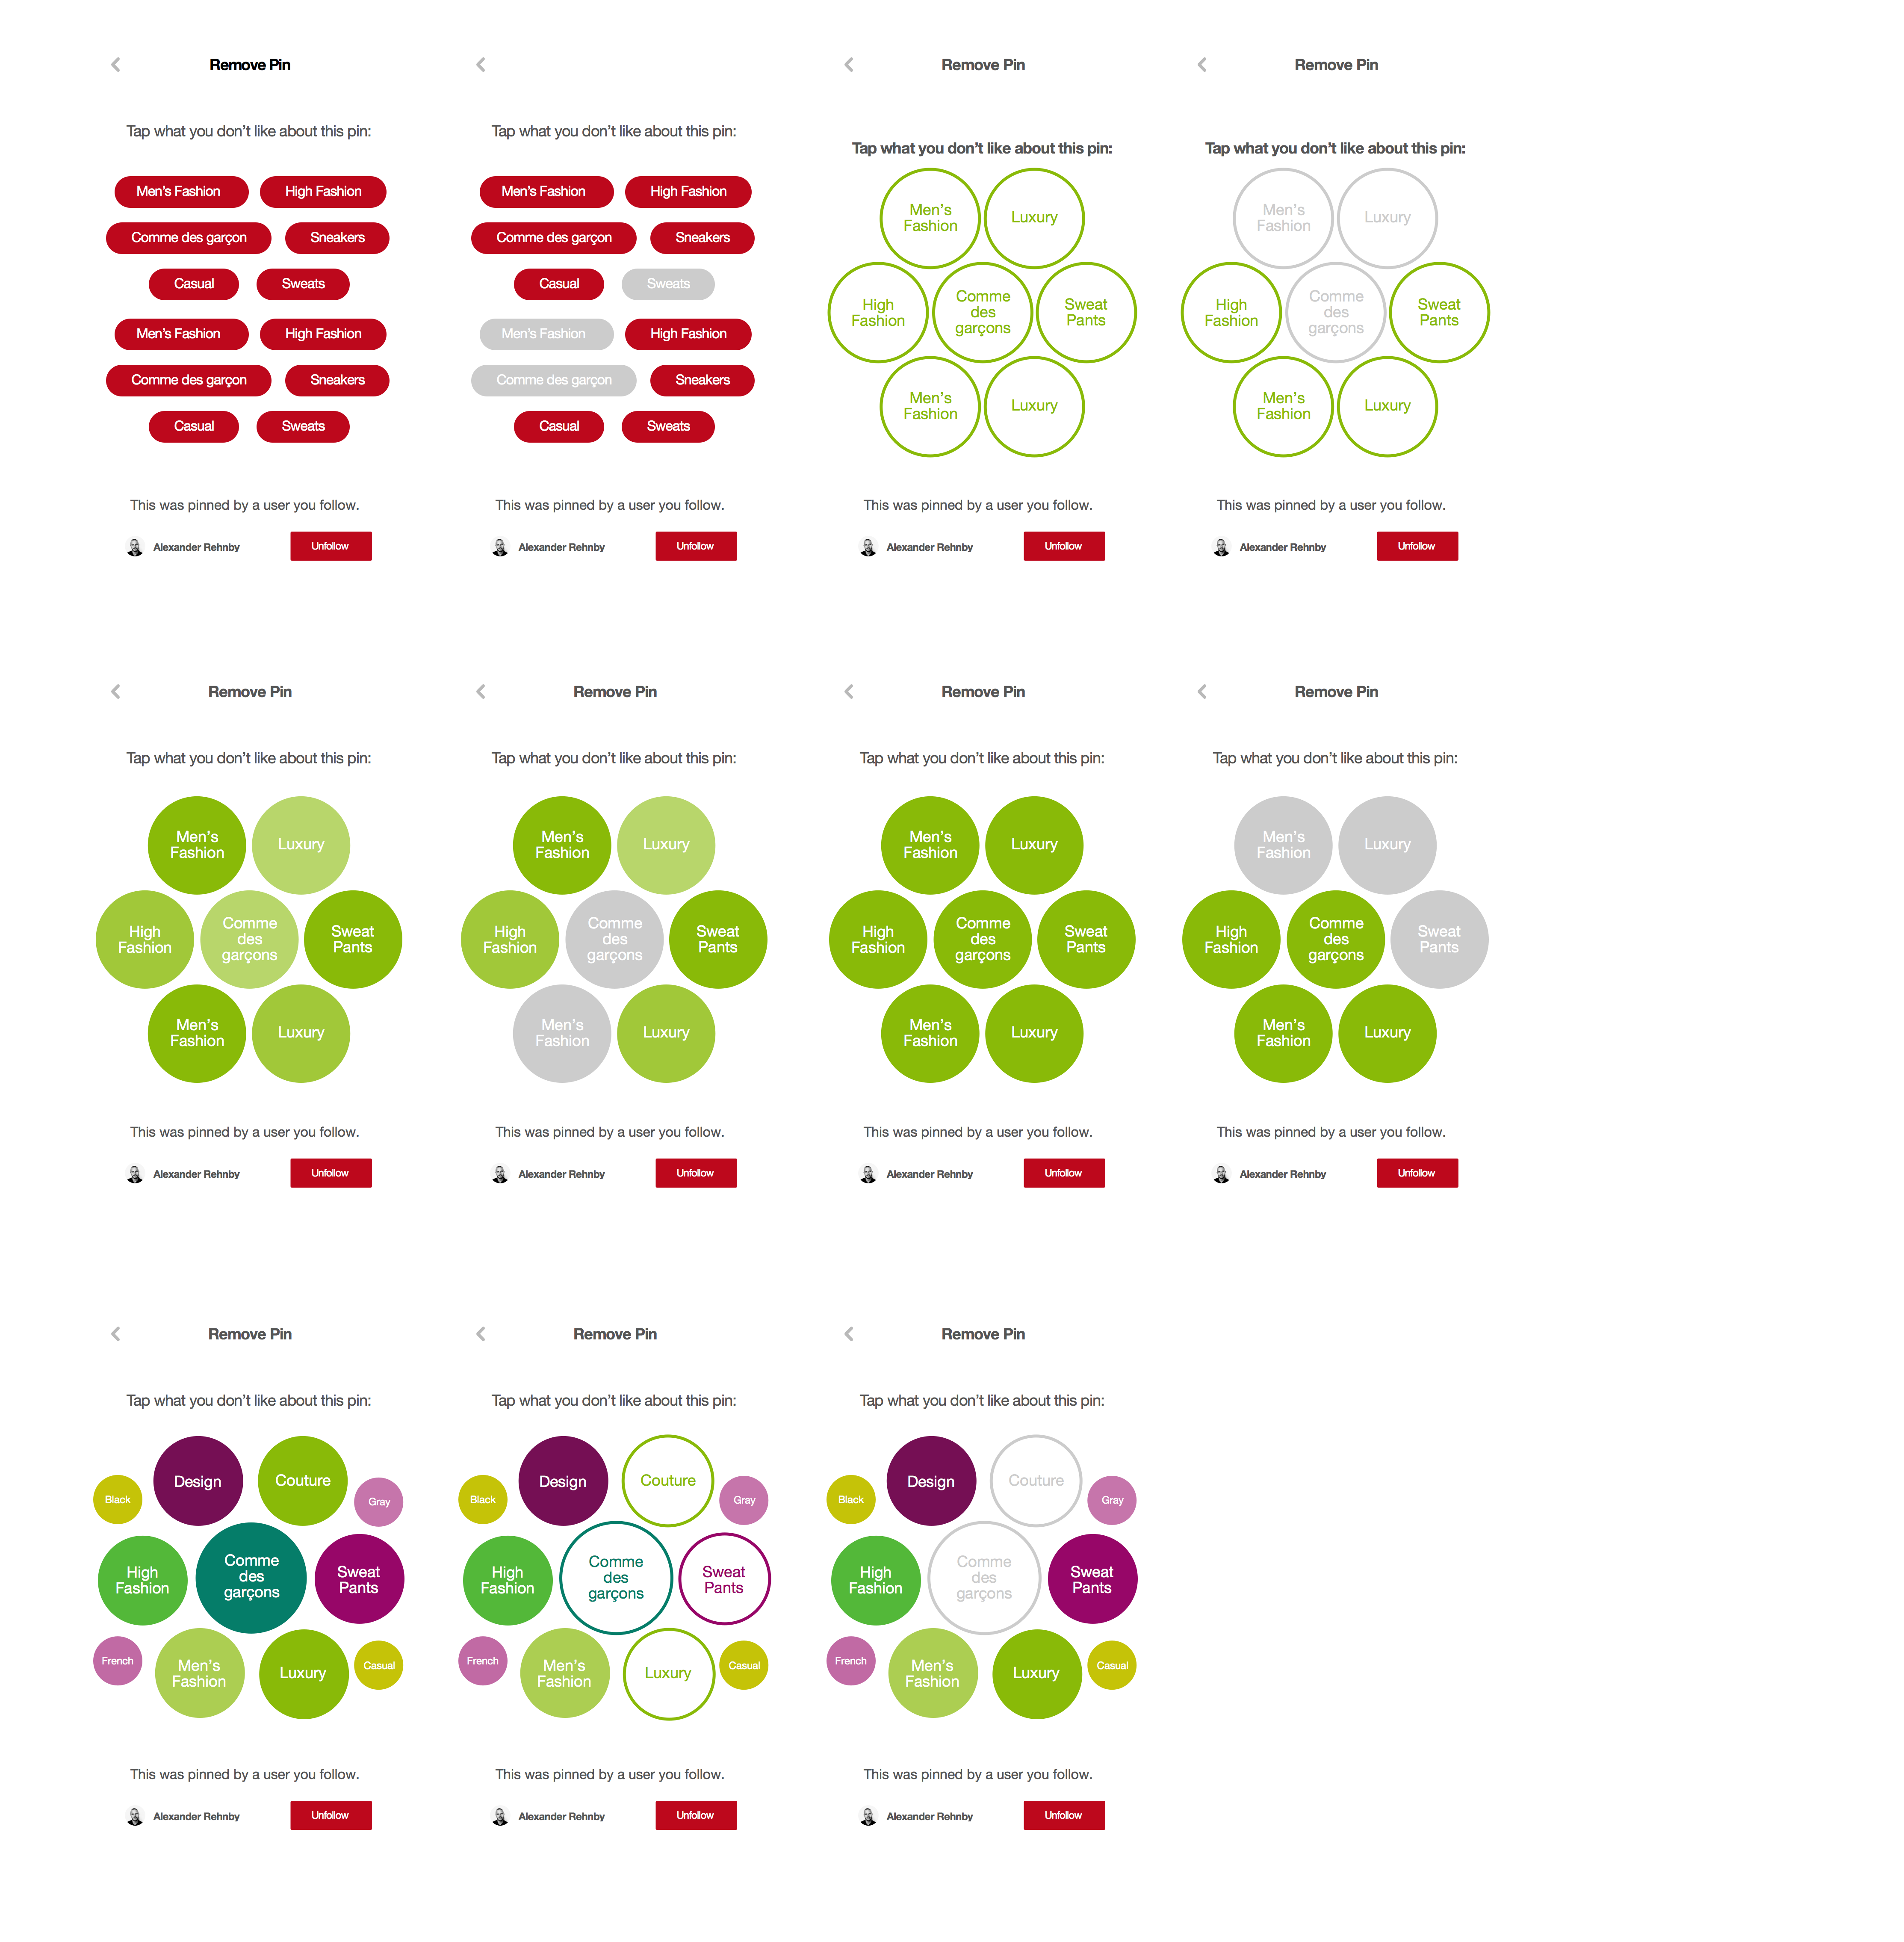 Remove Pin
Tap what you don't like about this pin:
Men's Fashion
High Fashion
Comme des garçon
Sneakers
Casual
Sweats
Men's Fashion
High Fashion
Comme des garçon
Sneakers
Casual
Sweats
This was pinned by a user you follow.
Alexander Rehnby
Unfollow
Tap what you don't like about this pin:
Men's Fashion
High Fashion
Comme des garçon
Sneakers
Casual
Sweats
Men's Fashion
High Fashion
Comme des garçon
Sneakers
Casual
Sweats
This was pinned by a user you follow.
Alexander Rehnby
Unfollow
Remove Pin
Tap what you don't like about this pin:
Men's
Fashion
Luxury
High
Fashion
Comme
des
garçons
Sweat
Pants
Men's
Fashion
Luxury
This was pinned by a user you follow.
Alexander Rehnby
Unfollow
Remove Pin
Tap what you don't like about this pin:
Men's
Fashion
Luxury
High
Fashion
Comme
des
garçons
Sweat
Pants
Men's
Fashion
Luxury
This was pinned by a user you follow.
Alexander Rehnby
Unfollow
Remove Pin
Tap what you don't like about this pin:
Men's
Fashion
Luxury
High
Fashion
Comme
des
garçons
Sweat
Pants
Men's
Fashion
Luxury
This was pinned by a user you follow.
Alexander Rehnby
Unfollow
Remove Pin
Tap what you don't like about this pin:
Men's
Fashion
Luxury
High
Fashion
Comme
des
garçons
Sweat
Pants
Men's
Fashion
Luxury
This was pinned by a user you follow.
Alexander Rehnby
Unfollow
Remove Pin
Tap what you don't like about this pin:
Men's
Fashion
Luxury
High
Fashion
Comme
des
garçons
Sweat
Pants
Men's
Fashion
Luxury
This was pinned by a user you follow.
Alexander Rehnby
Unfollow
Remove Pin
Tap what you don't like about this pin:
Men's
Fashion
Luxury
High
Fashion
Comme
des
garçons
Sweat
Pants
Men's
Fashion
Luxury
This was pinned by a user you follow.
Alexander Rehnby
Unfollow
Remove Pin
Tap what you don't like about this pin:
Design
Couture
Black
Gray
High
Fashion
Comme
des
garçons
Sweat
Pants
French
Men's
Fashion
Luxury
Casual
This was pinned by a user you follow.
Alexander Rehnby
Unfollow
Remove Pin
Tap what you don't like about this pin:
Design
Couture
Black
Gray
High
Fashion
Comme
des
garçons
Sweat
Pants
French
Men's
Fashion
Luxury
Casual
This was pinned by a user you follow.
Alexander Rehnby
Unfollow
Remove Pin
Tap what you don't like about this pin:
Design
Couture
Black
Gray
High
Fashion
Comme
des
garçons
Sweat
Pants
French
Men's
Fashion
Luxury
Casual
This was pinned by a user you follow.
Alexander Rehnby
Unfollow